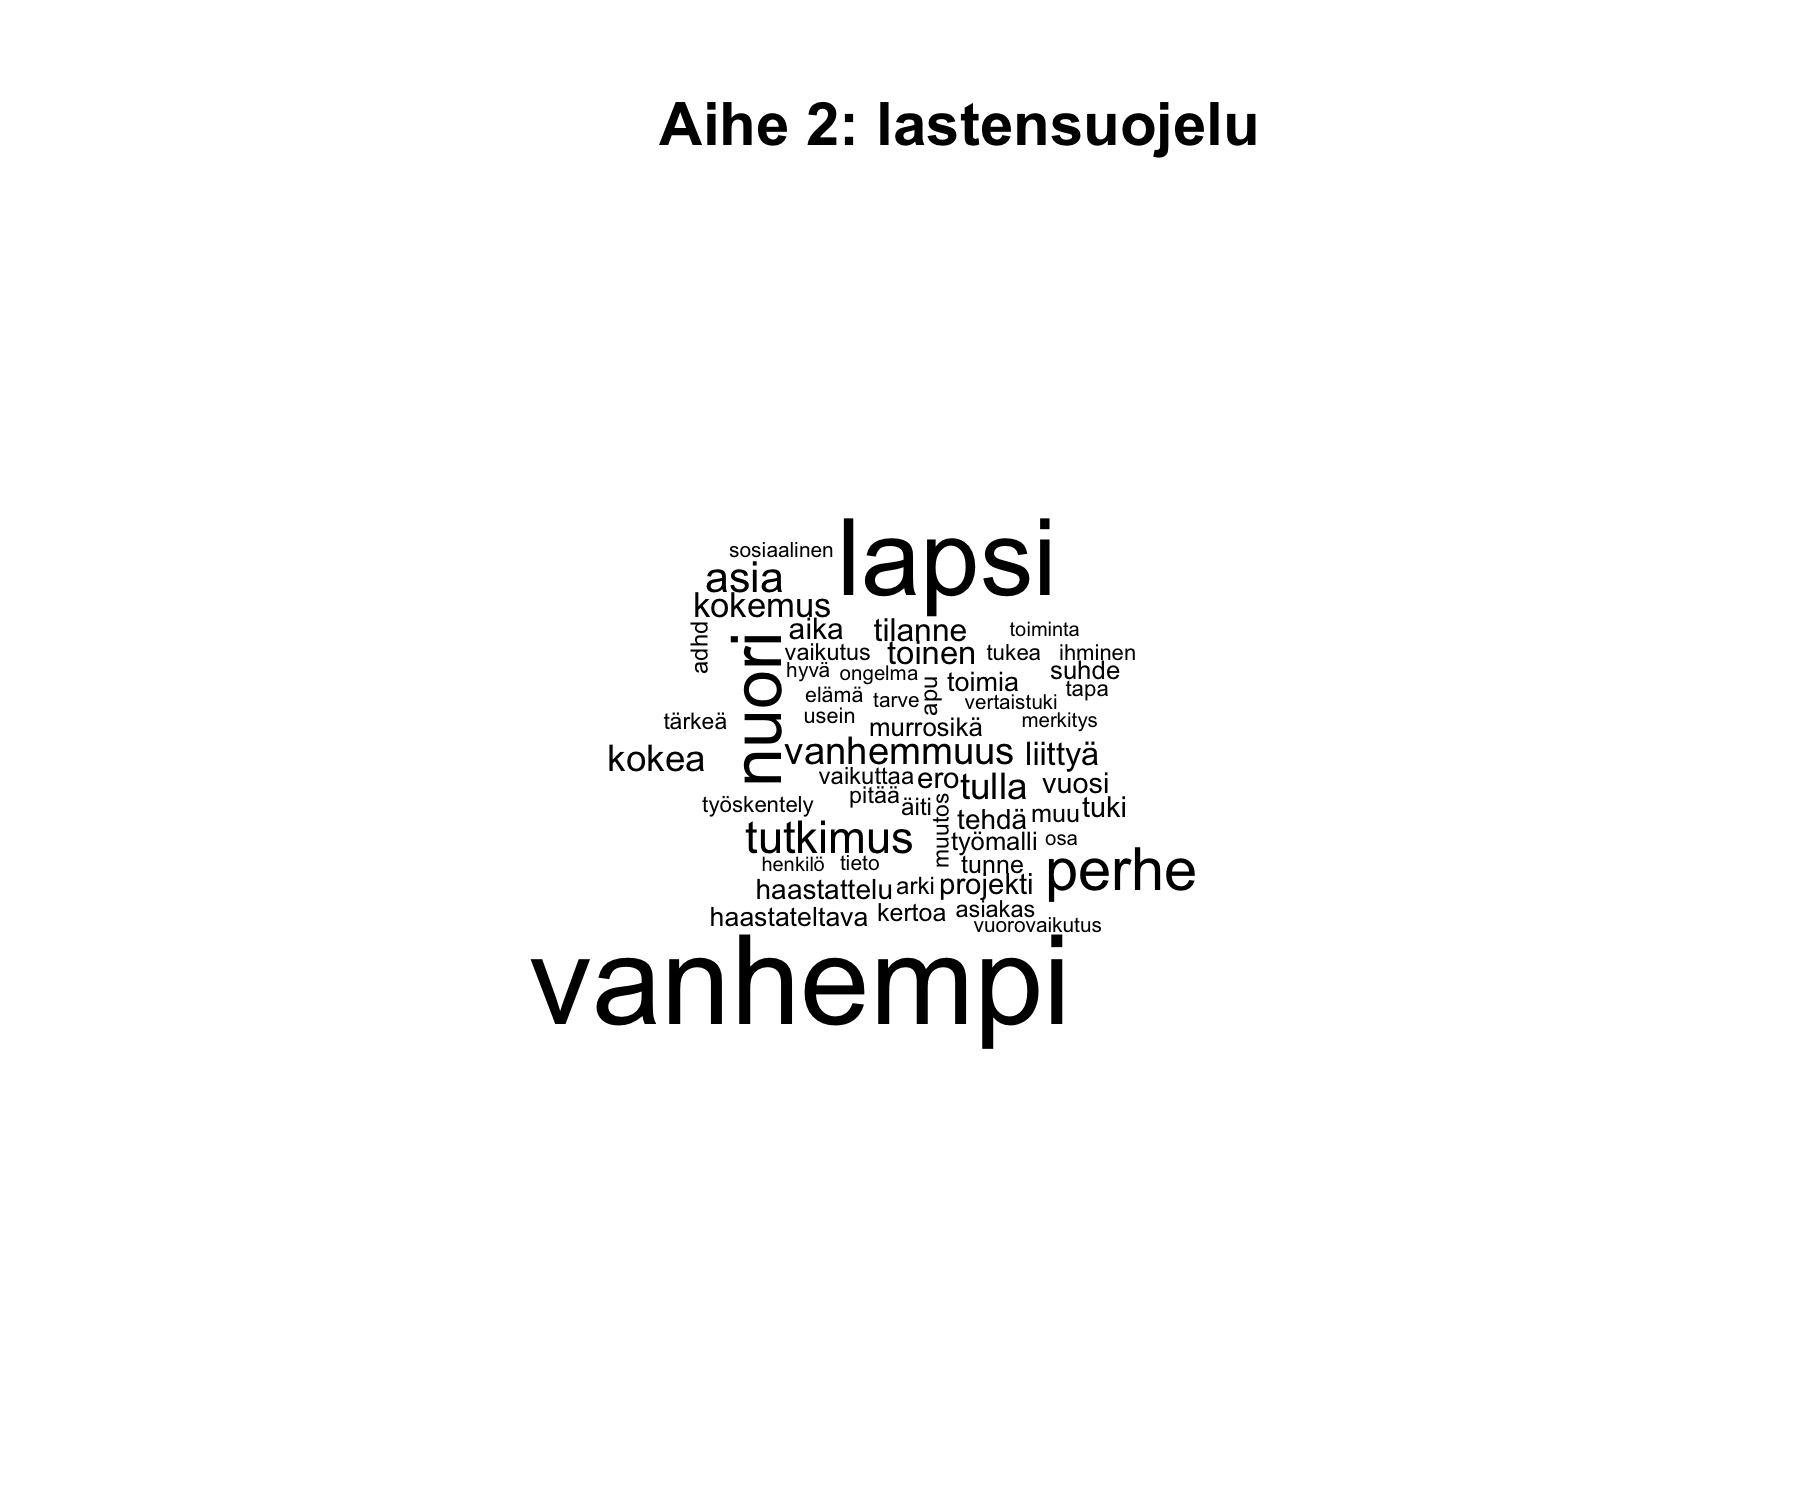 Aihe 2: lastensuojelu
sosiaalinen
lapsi
asia
kokemus
adhd
nuori
aika
tilanne
toiminta
vaikutus
toinen
tukea
ihminen
hyvä
ongelma
apu
toimia
suhde
tapa
elämä
tarve
vertaistuki
usein
murrosikä
merkitys
tärkeä
kokea
vanhemmuus
liittyä
vaikuttaa
ero
tulla
vuosi
pitää
äiti
muutos
tehdä
muu
tuki
työskentely
tutkimus
työmalli
osa
henkilö
tieto
tunne
perhe
haastattelu
arki
projekti
haastateltava
kertoa
asiakas
vuorovaikutus
vanhempi